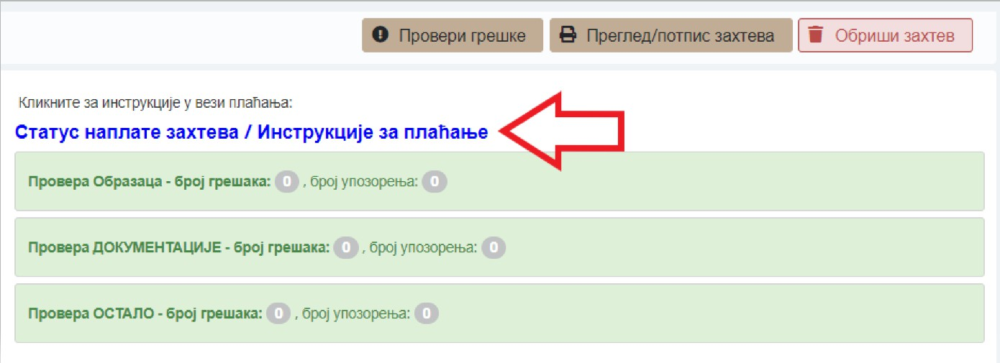 Провери грешке Преглед/потпис захтева Обриши захтев
Кликните за инструкције у вези плаћања:
Статус наплате захтева / Инструкције за плаћање
Провера Образаца - број грешака: 0 , број упозорења: 0
Провера ДОКУМЕНТАЦИЈЕ - број грешака: 0 , број упозорења: 0
Провера ОСТАЛО - број грешака: 0 , број упозорења: 0